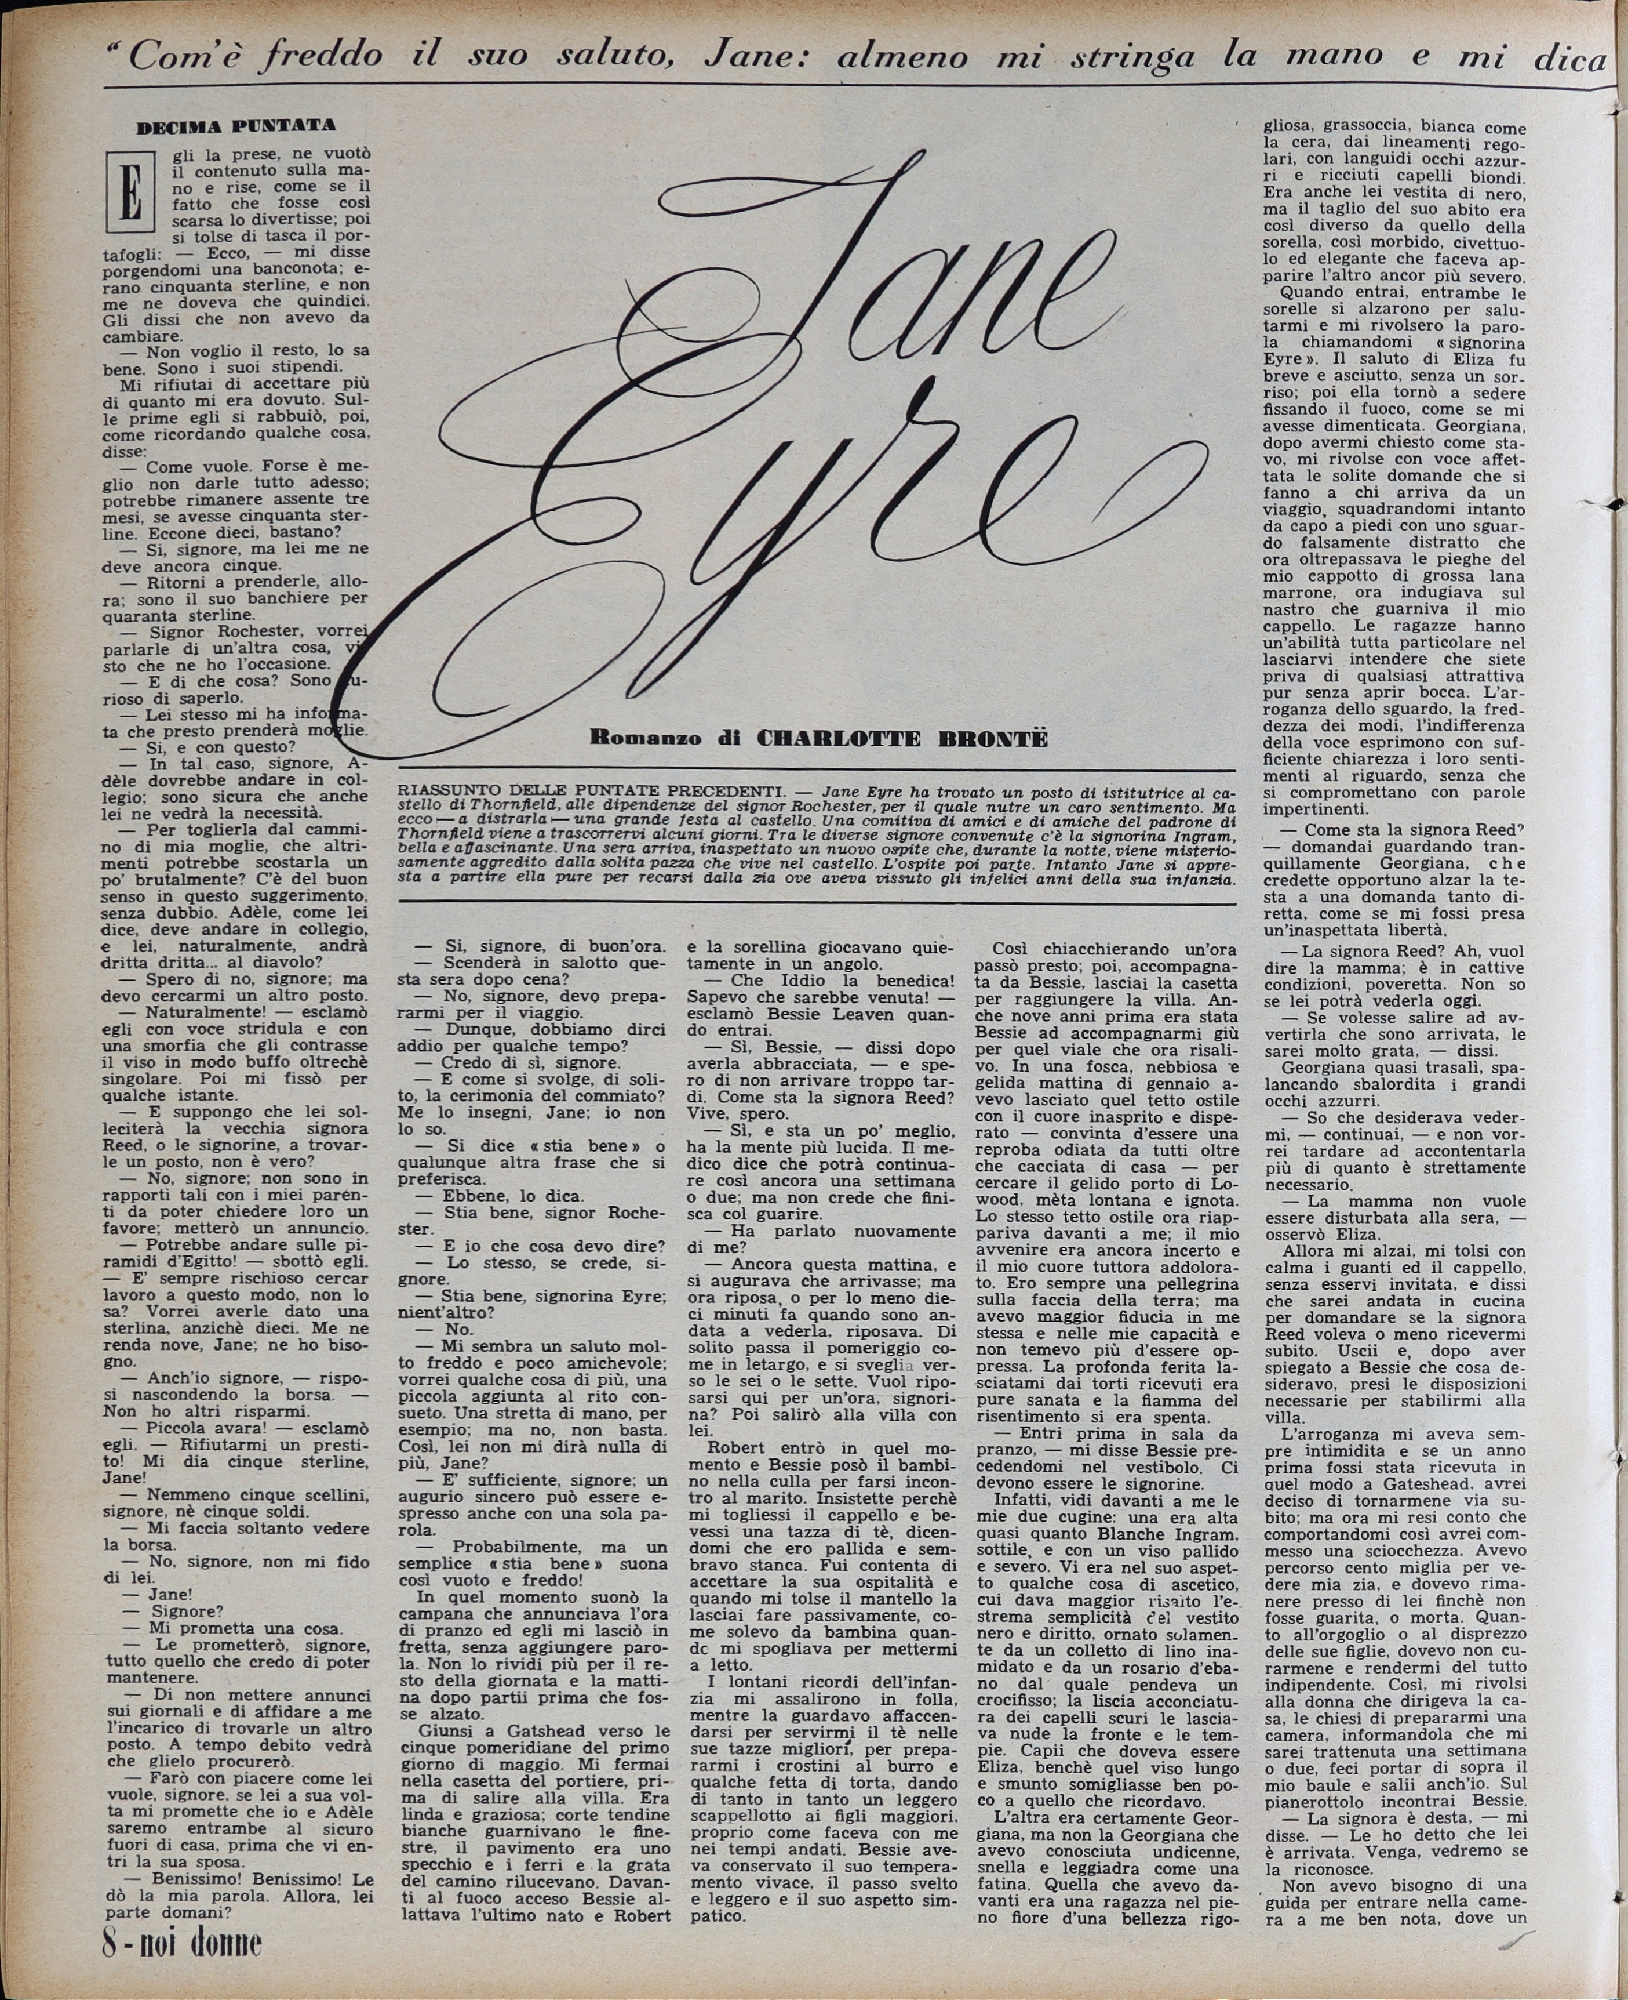 “Com'è freddo il suo saluto, Jane: almeno mi stringa la mano e mi dica
DECIMA PUNTATA
Egli la prese, ne vuotò
il contenuto sulla ma-
no e rise, come se il
fatto che fosse così
scarsa lo divertisse; poi
si tolse di tasca il por-
tafogli: — Ecco, — mi disse
porgendomi una banconota; e-
rano cinquanta sterline, e non
me ne doveva che quindici.
Gli dissi che non avevo da
cambiare.
— Non voglio il resto, lo sa
bene. Sono i suoi stipendi.
Mi rifiutai di accettare più
di quanto mi era dovuto. Sul-
le prime egli si rabbuiò, poi,
come ricordando qualche cosa,
disse:
— Come vuole. Forse è me-
glio non darle tutto adesso;
potrebbe rimanere assente tre
mesi, se avesse cinquanta ster-
line. Eccone dieci, bastano?
— Si, signore, ma lei me ne
deve ancora cinque.
— Ritorni a prenderle, allo-
ra; sono il suo banchiere per
quaranta sterline.
— Signor Rochester, vorrei
parlarle di un'altra cosa, vi-
sto che ne ho l'occasione.
— E di che cosa? Sono cu-
rioso di saperlo.
— Lei stesso mi ha informa-
ta che presto prenderà moglie.
— Si, e con questo?
— In tal caso, signore, A-
dèle dovrebbe andare in col-
legio; sono sicura che anche
lei ne vedrà la necessità.
— Per toglierla dal cammi-
no di mia moglie, che altri-
menti potrebbe scostarla un
po' brutalmente? C'è del buon
senso in questo suggerimento,
senza dubbio. Adèle, come lei
dice, deve andare in collegio,
e lei, naturalmente, andrà
dritta dritta... al diavolo?
— Spero di no, signore; ma
devo cercarmi un altro posto.
— Naturalmente! — esclamò
egli con voce stridula e con
una smorfia che gli contrasse
il viso in modo buffo oltrechè
singolare. Poi mi fissò per
qualche istante.
— E suppongo che lei sol-
leciterà la vecchia signora
Reed, o le signorine, a trovar-
le un posto, non è vero?
— No, signore; non sono in
rapporti tali con i miei paren-
ti da poter chiedere loro un
favore; metterò un annuncio.
— Potrebbe andare sulle pi-
ramidi d'Egitto! — sbottò egli.
— E' sempre rischioso cercar
lavoro a questo modo, non lo
sa? Vorrei averle dato una
sterlina, anzichè dieci. Me ne
renda nove, Jane; ne ho biso-
gno.
— Anch'io signore, — rispo-
si nascondendo la borsa. —
Non ho altri risparmi.
— Piccola avara! — esclamò
egli. — Rifiutarmi un presti-
to! Mi dia cinque sterline,
Jane!
— Nemmeno cinque scellini,
signore, nè cinque soldi.
— Mi faccia soltanto vedere
la borsa.
— No, signore, non mi fido
di lei.
— Jane!
— Signore?
— Mi prometta una cosa.
— Le prometterò, signore,
tutto quello che credo di poter
mantenere.
— Di non mettere annunci
sui giornali e di affidare a me
l'incarico di trovarle un altro
posto. A tempo debito vedrà
che glielo procurerò.
— Farò con piacere come lei
vuole, signore, se lei a sua vol-
ta mi promette che io e Adèle
saremo entrambe al sicuro
fuori di casa, prima che vi en-
tri la sua sposa.
— Benissimo! Benissimo! Le
dò la mia parola. Allora, lei
parte domani?
Jane
Eyre
Romanzo di CHARLOTTE BRONTË
RIASSUNTO DELLE PUNTATE PRECEDENTI. — Jane Eyre ha trovato un posto di istitutrice al ca-
stello di Thornfield, alle dipendenze del signor Rochester, per il quale nutre un caro sentimento. Ma
ecco — a distrarla — una grande festa al castello. Una comitiva di amici e di amiche del padrone di
Thornfield viene a trascorrervi alcuni giorni. Tra le diverse signore convenute c'è la signorina Ingram,
bella e affascinante. Una sera arriva, inaspettato un nuovo ospite che, durante la notte, viene misterio-
samente aggredito dalla solita pazza che vive nel castello. L'ospite poi parte. Intanto Jane si appre-
sta a partire ella pure per recarsi dalla zia ove aveva vissuto gli infelici anni della sua infanzia.
— Si, signore, di buon'ora.
— Scenderà in salotto que-
sta sera dopo cena?
— No, signore, devo prepa-
rarmi per il viaggio.
— Dunque, dobbiamo dirci
addio per qualche tempo?
— Credo di sì, signore.
— E come si svolge, di soli-
to, la cerimonia del commiato?
Me lo insegni, Jane; io non
lo so.
— Si dice « stia bene » o
qualunque altra frase che si
preferisca.
— Ebbene, lo dica.
— Stia bene, signor Roche-
ster.
— E io che cosa devo dire?
— Lo stesso, se crede, si-
gnore.
— Stia bene, signorina Eyre;
nient'altro?
— No.
— Mi sembra un saluto mol-
to freddo e poco amichevole;
vorrei qualche cosa di più, una
piccola aggiunta al rito con-
sueto. Una stretta di mano, per
esempio; ma no, non basta.
Così, lei non mi dirà nulla di
più, Jane?
— E' sufficiente, signore; un
augurio sincero può essere e-
spresso anche con una sola pa-
rola.
— Probabilmente, ma un
semplice « stia bene » suona
così vuoto e freddo!
In quel momento suonò la
campana che annunciava l'ora
di pranzo ed egli mi lasciò in
fretta, senza aggiungere paro-
la. Non lo rividi più per il re-
sto della giornata e la matti-
na dopo partii prima che fos-
se alzato.
Giunsi a Gatshead verso le
cinque pomeridiane del primo
giorno di maggio. Mi fermai
nella casetta del portiere, pri-
ma di salire alla villa. Era
linda e graziosa; corte tendine
bianche guarnivano le fine-
stre, il pavimento era uno
specchio e i ferri e la grata
del camino rilucevano. Davan-
ti al fuoco acceso Bessie al-
lattava l'ultimo nato e Robert
e la sorellina giocavano quie-
tamente in un angolo.
— Che Iddio la benedica!
Sapevo che sarebbe venuta! —
esclamò Bessie Leaven quan-
do entrai.
— Sì, Bessie, — dissi dopo
averla abbracciata, — e spe-
ro di non arrivare troppo tar-
di. Come sta la signora Reed?
Vive, spero.
— Sì, e sta un po' meglio,
ha la mente più lucida. Il me-
dico dice che potrà continua-
re così ancora una settimana
o due; ma non crede che fini-
sca col guarire.
— Ha parlato nuovamente
di me?
— Ancora questa mattina, e
si augurava che arrivasse; ma
ora riposa, o per lo meno die-
ci minuti fa quando sono an-
data a vederla, riposava. Di
solito passa il pomeriggio co-
me in letargo, e si sveglia ver-
so le sei o le sette. Vuol ripo-
sarsi qui per un'ora, signori-
na? Poi salirò alla villa con
lei.
Robert entrò in quel mo-
mento e Bessie posò il bambi-
no nella culla per farsi incon-
tro al marito. Insistette perchè
mi togliessi il cappello e be-
vessi una tazza di tè, dicen-
domi che ero pallida e sem-
bravo stanca. Fui contenta di
accettare la sua ospitalità e
quando mi tolse il mantello la
lasciai fare passivamente, co-
me solevo da bambina quan-
do mi spogliava per mettermi
a letto.
I lontani ricordi dell'infan-
zia mi assalirono in folla,
mentre la guardavo affaccen-
darsi per servirmi il tè nelle
sue tazze migliori, per prepa-
rarmi i crostini al burro e
qualche fetta di torta, dando
di tanto in tanto un leggero
scappellotto ai figli maggiori,
proprio come faceva con me
nei tempi andati. Bessie ave-
va conservato il suo tempera-
mento vivace, il passo svelto
e leggero e il suo aspetto sim-
patico.
Così chiacchierando un'ora
passò presto; poi, accompagna-
ta da Bessie, lasciai la casetta
per raggiungere la villa. An-
che nove anni prima era stata
Bessie ad accompagnarmi giù
per quel viale che ora risali-
vo. In una fosca, nebbiosa e
gelida mattina di gennaio a-
vevo lasciato quel tetto ostile
con il cuore inasprito e dispe-
rato — convinta d'essere una
reproba odiata da tutti oltre
che cacciata di casa — per
cercare il gelido porto di Lo-
wood, mèta lontana e ignota.
Lo stesso tetto ostile ora riap-
pariva davanti a me; il mio
avvenire era ancora incerto e
il mio cuore tuttora addolora-
to. Ero sempre una pellegrina
sulla faccia della terra; ma
avevo maggior fiducia in me
stessa e nelle mie capacità e
non temevo più d'essere op-
pressa. La profonda ferita la-
sciatami dai torti ricevuti era
pure sanata e la fiamma del
risentimento si era spenta.
— Entri prima in sala da
pranzo, — mi disse Bessie pre-
cedendomi nel vestibolo. Ci
devono essere le signorine.
Infatti, vidi davanti a me le
mie due cugine: una era alta
quasi quanto Blanche Ingram,
sottile, e con un viso pallido
e severo. Vi era nel suo aspet-
to qualche cosa di ascetico,
cui dava maggior risalto l'e-
strema semplicità del vestito
nero e diritto, ornato solamen-
te da un colletto di lino ina-
midato e da un rosario d'eba-
no dal quale pendeva un
crocifisso; la liscia acconciatu-
ra dei capelli scuri le lascia-
va nude la fronte e le tem-
pie. Capii che doveva essere
Eliza, benchè quel viso lungo
e smunto somigliasse ben po-
co a quello che ricordavo.
L'altra era certamente Geor-
giana, ma non la Georgiana che
avevo conosciuta undicenne,
snella e leggiadra come una
fatina. Quella che avevo da-
vanti era una ragazza nel pie-
no fiore d'una bellezza rigo-
gliosa, grassoccia, bianca come
la cera, dai lineamenti rego-
lari, con languidi occhi azzur-
ri e ricciuti capelli biondi.
Era anche lei vestita di nero,
ma il taglio del suo abito era
così diverso da quello della
sorella, così morbido, civettuo-
lo ed elegante che faceva ap-
parire l'altro ancor più severo.
Quando entrai, entrambe le
sorelle si alzarono per salu-
tarmi e mi rivolsero la paro-
la chiamandomi « signorina
Eyre ». Il saluto di Eliza fu
breve e asciutto, senza un sor-
riso; poi ella tornò a sedere
fissando il fuoco, come se mi
avesse dimenticata. Georgiana,
dopo avermi chiesto come sta-
vo, mi rivolse con voce affet-
tata le solite domande che si
fanno a chi arriva da un
viaggio, squadrandomi intanto
da capo a piedi con uno sguar-
do falsamente distratto che
ora oltrepassava le pieghe del
mio cappotto di grossa lana
marrone, ora indugiava sul
nastro che guarniva il mio
cappello. Le ragazze hanno
un'abilità tutta particolare nel
lasciarvi intendere che siete
priva di qualsiasi attrattiva
pur senza aprir bocca. L'ar-
roganza dello sguardo, la fred-
dezza dei modi, l'indifferenza
della voce esprimono con suf-
ficiente chiarezza i loro senti-
menti al riguardo, senza che
si compromettano con parole
impertinenti.
— Come sta la signora Reed?
— domandai guardando tran-
quillamente Georgiana, che
credette opportuno alzar la te-
sta a una domanda tanto di-
retta, come se mi fossi presa
un'inaspettata libertà.
— La signora Reed? Ah, vuol
dire la mamma; è in cattive
condizioni, poveretta. Non so
se lei potrà vederla oggi.
— Se volesse salire ad av-
vertirla che sono arrivata, le
sarei molto grata, — dissi.
Georgiana quasi trasalì, spa-
lancando sbalordita i grandi
occhi azzurri.
— So che desiderava veder-
mi, — continuai, — e non vor-
rei tardare ad accontentarla
più di quanto è strettamente
necessario.
— La mamma non vuole
essere disturbata alla sera, —
osservò Eliza.
Allora mi alzai, mi tolsi con
calma i guanti ed il cappello,
senza esservi invitata, e dissi
che sarei andata in cucina
per domandare se la signora
Reed voleva o meno ricevermi
subito. Uscii e, dopo aver
spiegato a Bessie che cosa de-
sideravo, presi le disposizioni
necessarie per stabilirmi alla
villa.
L'arroganza mi aveva sem-
pre intimidita e se un anno
prima fossi stata ricevuta in
quel modo a Gateshead, avrei
deciso di tornarmene via su-
bito; ma ora mi resi conto che
comportandomi così avrei com-
messo una sciocchezza. Avevo
percorso cento miglia per ve-
dere mia zia, e dovevo rima-
nere presso di lei finchè non
fosse guarita, o morta. Quan-
to all'orgoglio o al disprezzo
delle sue figlie, dovevo non cu-
rarmene e rendermi del tutto
indipendente. Così, mi rivolsi
alla donna che dirigeva la ca-
sa, le chiesi di prepararmi una
camera, informandola che mi
sarei trattenuta una settimana
o due, feci portar di sopra il
mio baule e salii anch'io. Sul
pianerottolo incontrai Bessie.
— La signora è desta, — mi
disse. — Le ho detto che lei
è arrivata. Venga, vedremo se
la riconosce.
Non avevo bisogno di una
guida per entrare nella came-
ra a me ben nota, dove un
8 - noi donne